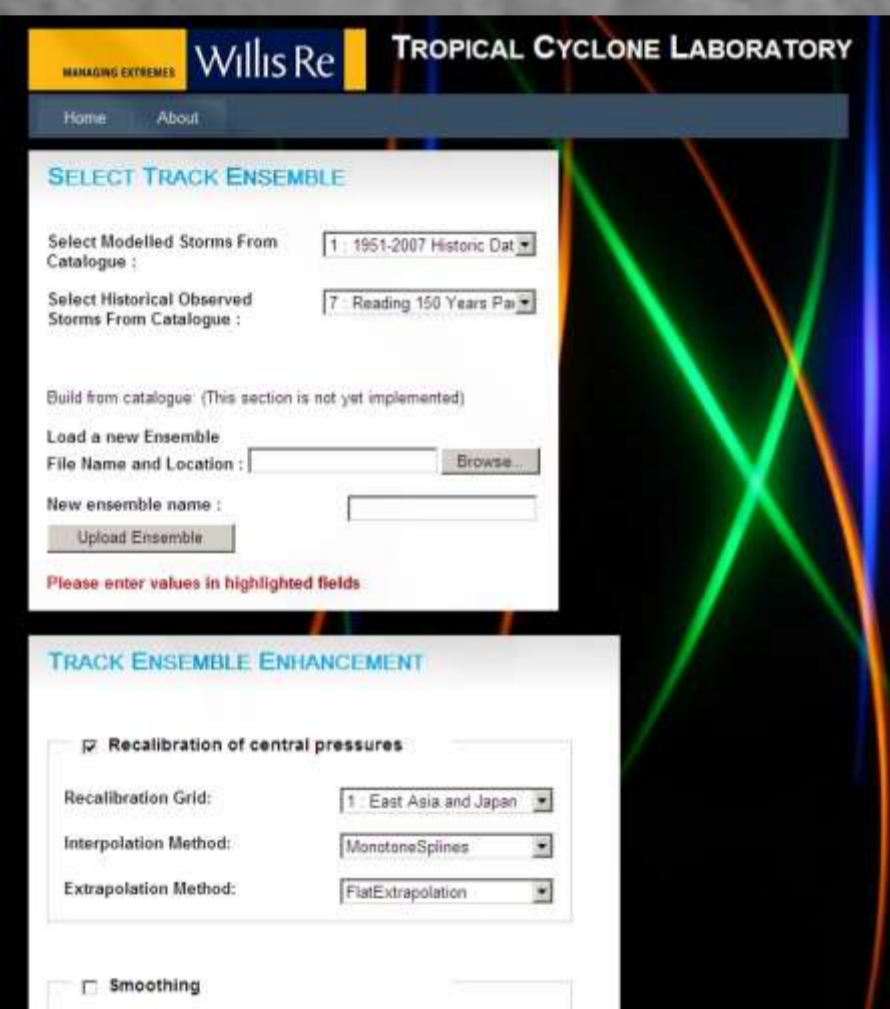 MANAGING EXTREMES Willis Re TROPICAL CYCLONE LABORATORY
Home About
SELECT TRACK ENSEMBLE
Select Modelled Storms From Catalogue : 1 : 1951-2007 Historic Dat
Select Historical Observed Storms From Catalogue : 7 : Reading 150 Years Par
Build from catalogue: (This section is not yet implemented)
Load a new Ensemble
File Name and Location : Browse...
New ensemble name :
Upload Ensemble
Please enter values in highlighted fields
TRACK ENSEMBLE ENHANCEMENT
Recalibration of central pressures
Recalibration Grid: 1 : East Asia and Japan
Interpolation Method: MonotoneSplines
Extrapolation Method: FlatExtrapolation
Smoothing